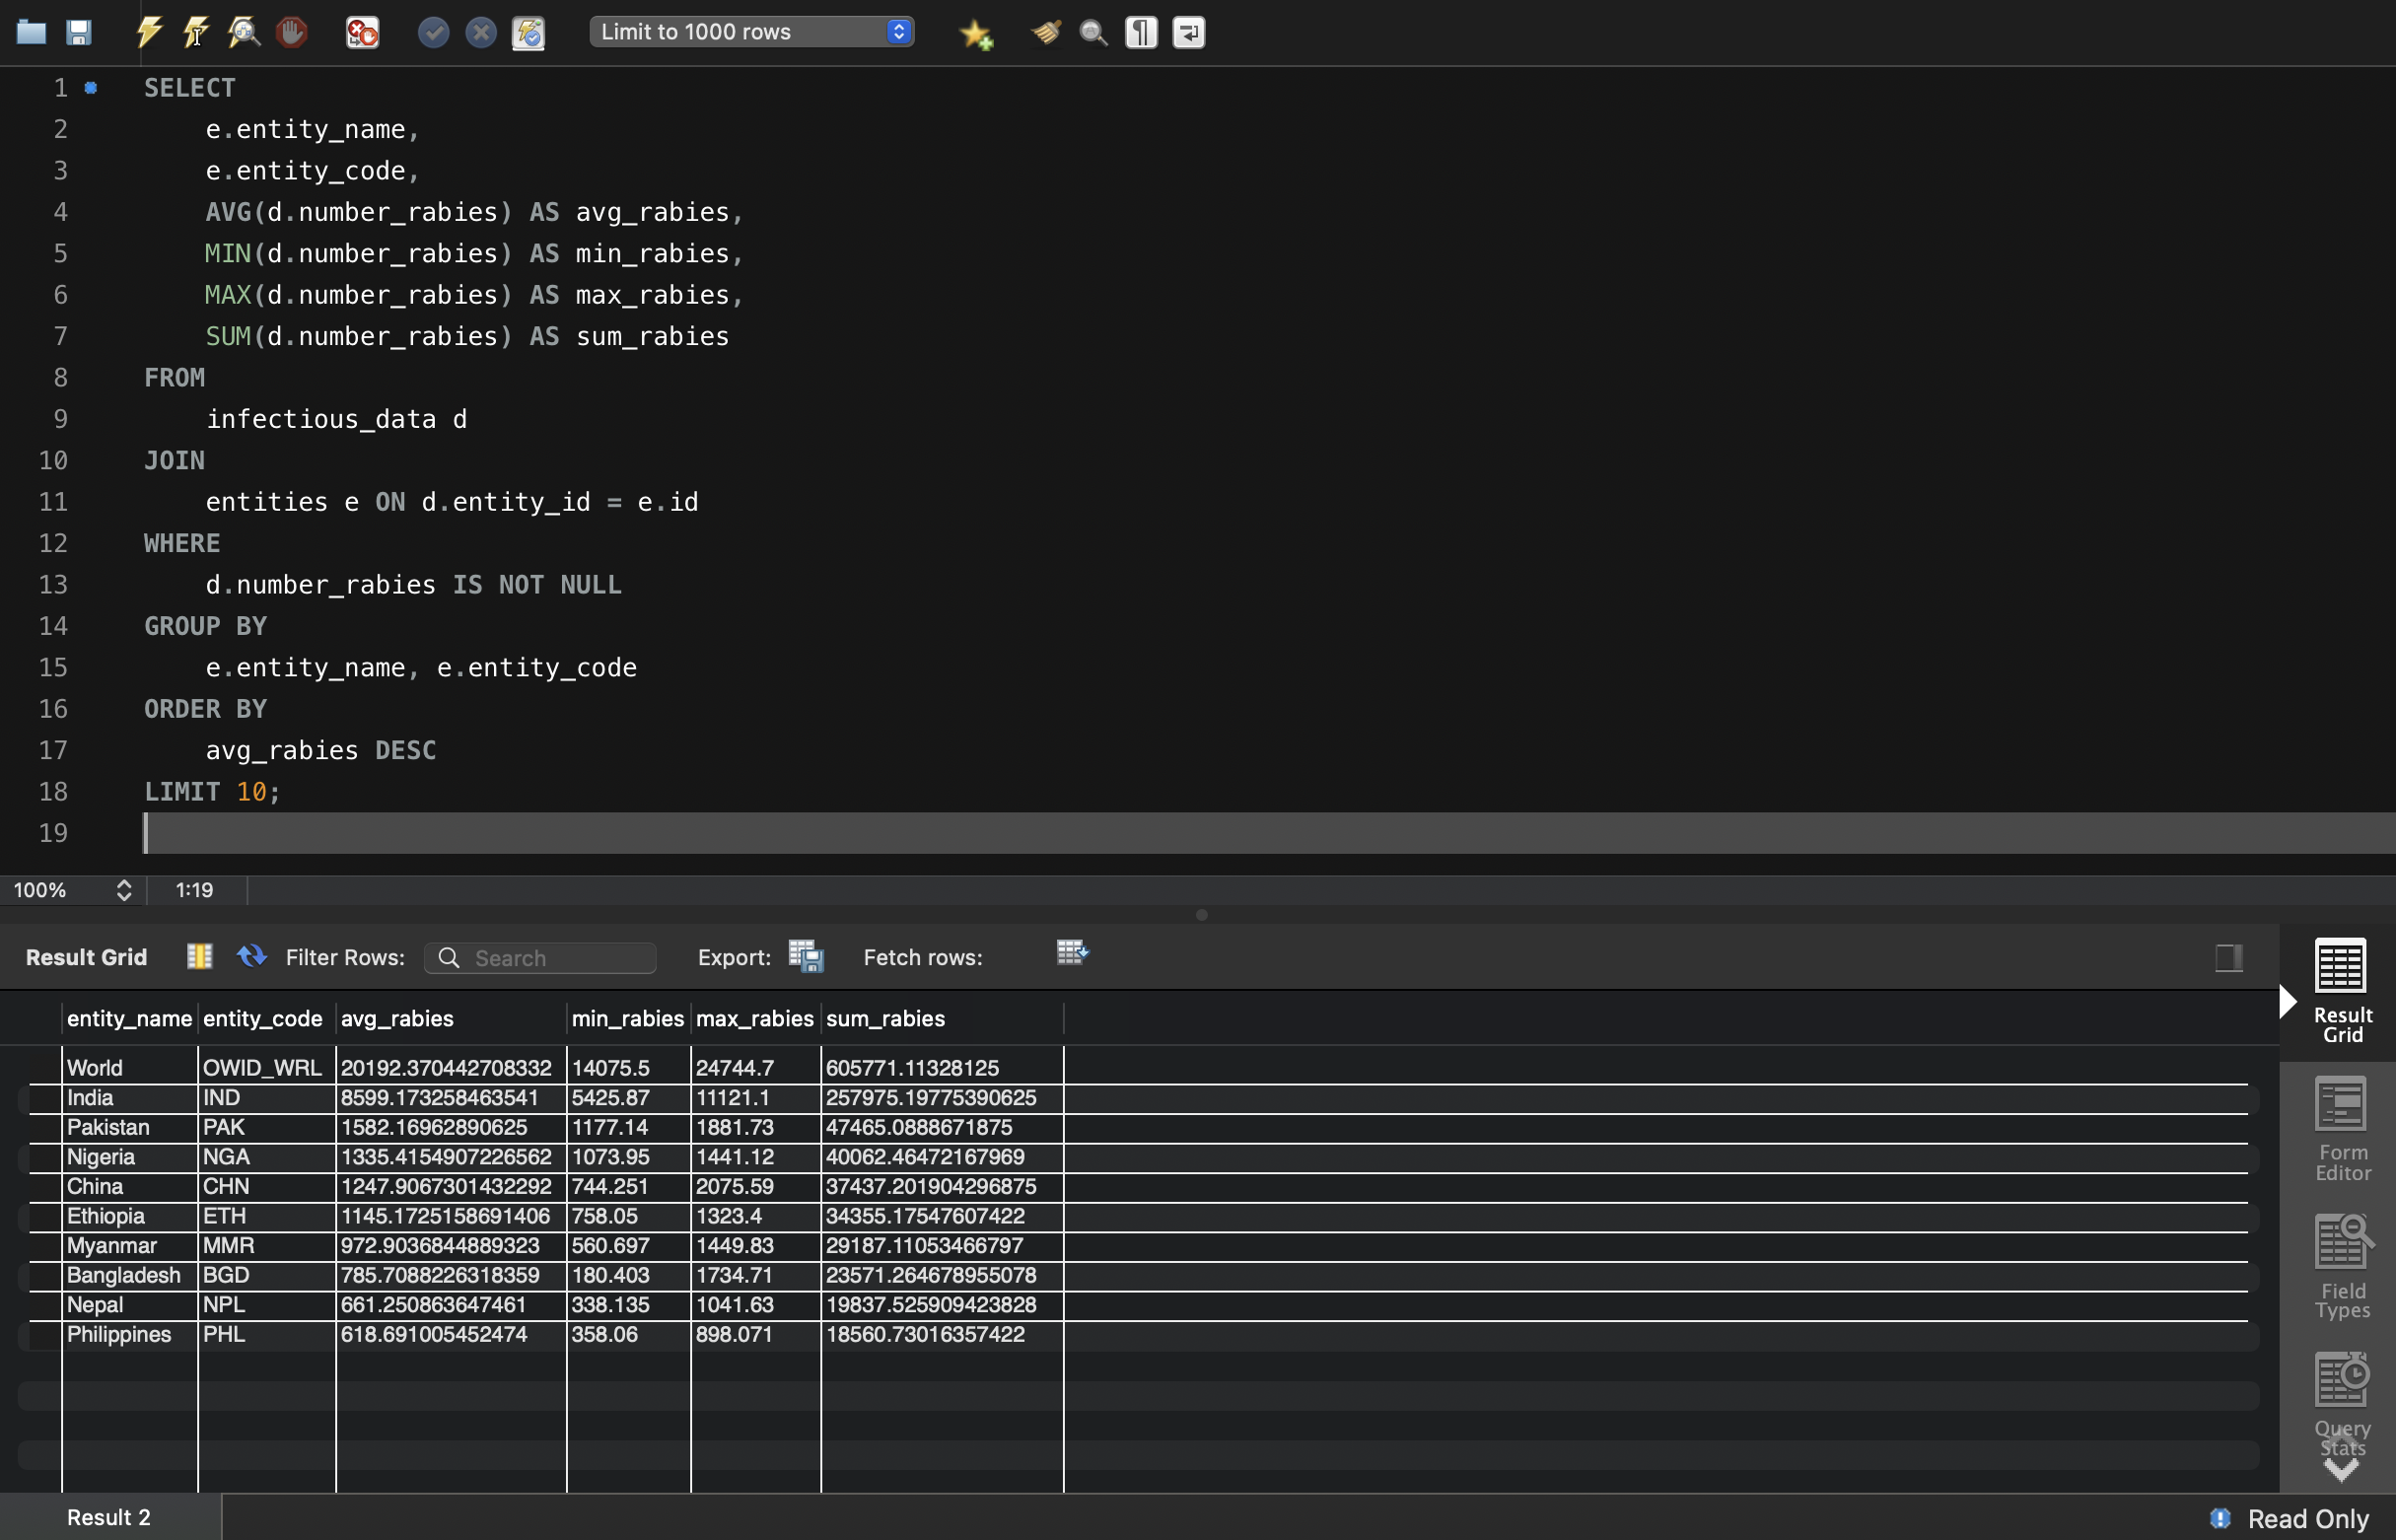 Limit to 1000 rows
1 SELECT
2 e.entity_name,
3 e.entity_code,
4 AVG(d.number_rabies) AS avg_rabies,
5 MIN(d.number_rabies) AS min_rabies,
6 MAX(d.number_rabies) AS max_rabies,
7 SUM(d.number_rabies) AS sum_rabies
8 FROM
9 infectious_data d
10 JOIN
11 entities e ON d.entity_id = e.id
12 WHERE
13 d.number_rabies IS NOT NULL
14 GROUP BY
15 e.entity_name, e.entity_code
16 ORDER BY
17 avg_rabies DESC
18 LIMIT 10;
19
100% 1:19
Result Grid Filter Rows: Search Export: Fetch rows:
entity_name entity_code avg_rabies min_rabies max_rabies sum_rabies
World OWID_WRL 20192.370442708332 14075.5 24744.7 605771.11328125
India IND 8599.173258463541 5425.87 11121.1 257975.19775390625
Pakistan PAK 1582.16962890625 1177.14 1881.73 47465.0888671875
Nigeria NGA 1335.4154907226562 1073.95 1441.12 40062.46472167969
China CHN 1247.9067301432292 744.251 2075.59 37437.201904296875
Ethiopia ETH 1145.1725158691406 758.05 1323.4 34355.17547607422
Myanmar MMR 972.9036844889323 560.697 1449.83 29187.11053466797
Bangladesh BGD 785.7088226318359 180.403 1734.71 23571.264678955078
Nepal NPL 661.250863647461 338.135 1041.63 19837.525909423828
Philippines PHL 618.691005452474 358.06 898.071 18560.73016357422
Result
Grid
Form
Editor
Field
Types
Query
Stats
Result 2 Read Only